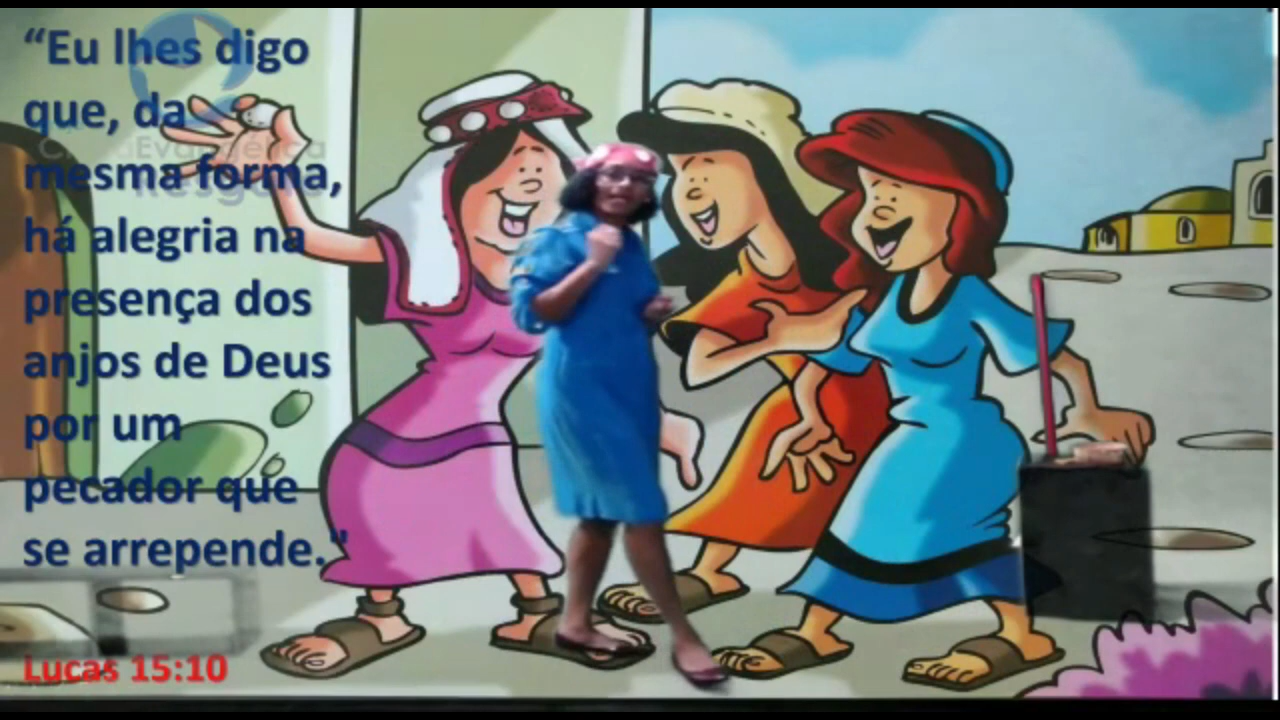 “Eu lhes digo
que, da
mesma forma,
há alegria na
presença dos
anjos de Deus
por um
pecador que
se arrepende."
Lucas 15:10